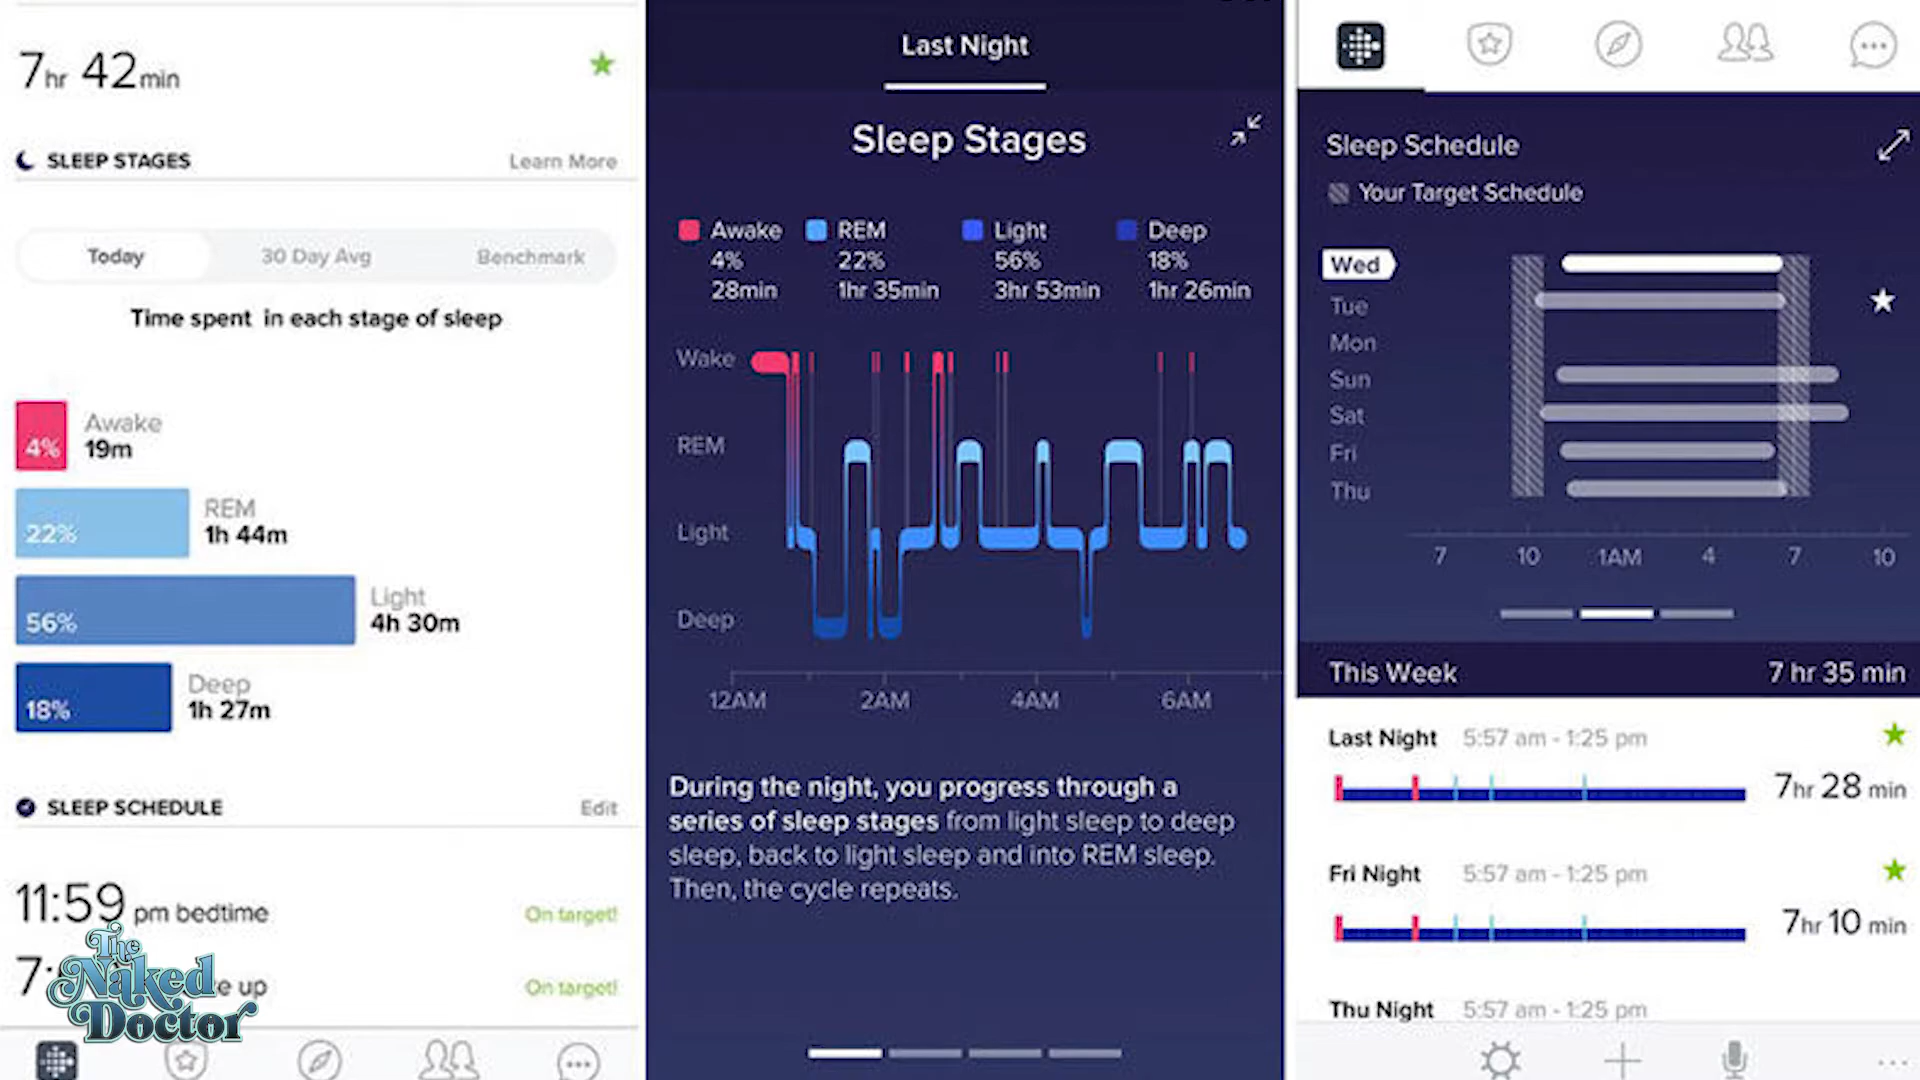 7hr 42min
SLEEP STAGES Learn More
Today 30 Day Avg Benchmark
Time spent in each stage of sleep
4% Awake
19m
22% REM
1h 44m
56% Light
4h 30m
18% Deep
1h 27m
SLEEP SCHEDULE Edit
11:59 pm bedtime On target!
7: up On target!
The
Naked
Doctor
Last Night
Sleep Stages
Awake REM Light Deep
4% 22% 56% 18%
28min 1hr 35min 3hr 53min 1hr 26min
Wake
REM
Light
Deep
12AM 2AM 4AM 6AM
During the night, you progress through a
series of sleep stages from light sleep to deep
sleep, back to light sleep and into REM sleep.
Then, the cycle repeats.
Sleep Schedule
Your Target Schedule
Wed
Tue
Mon
Sun
Sat
Fri
Thu
7 10 1AM 4 7 10
This Week 7 hr 35 min
Last Night 5:57 am - 1:25 pm
7hr 28 min
Fri Night 5:57 am - 1:25 pm
7hr 10 min
Thu Night 5:57 am - 1:25 pm